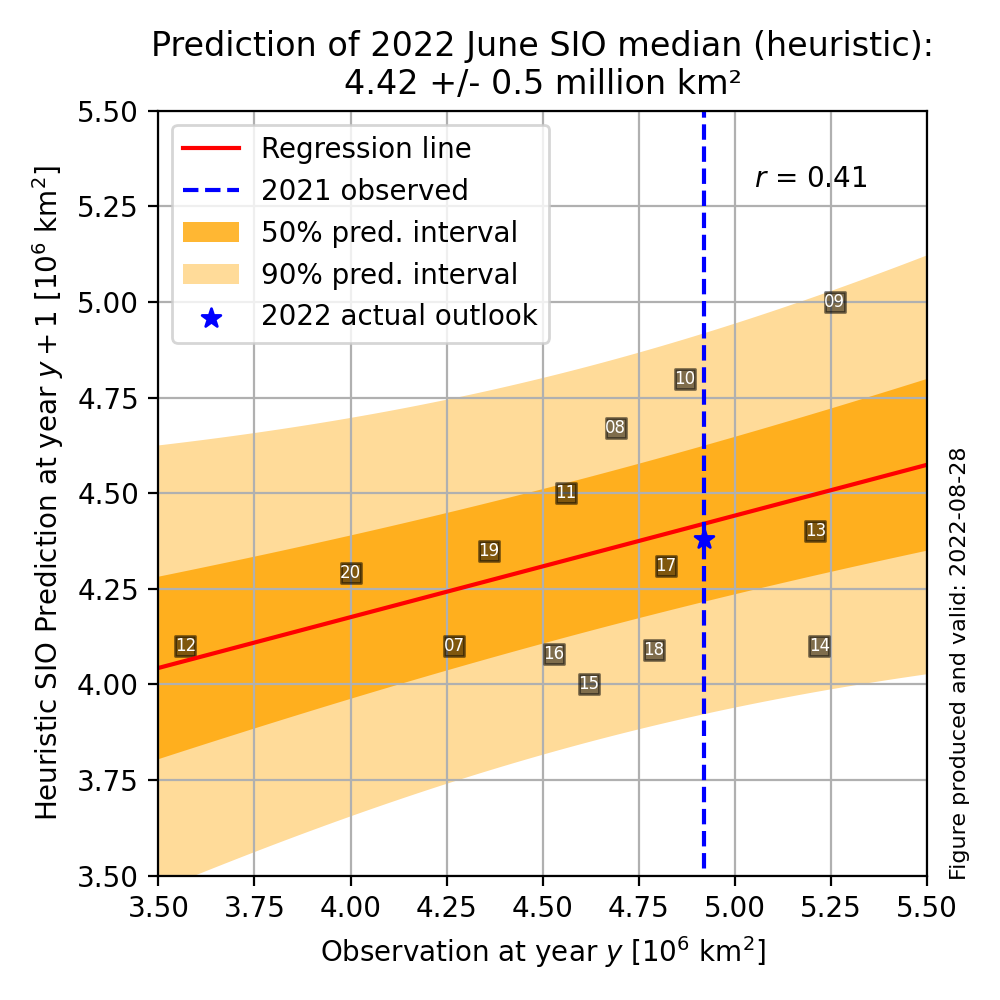 Prediction of 2022 June SIO median (heuristic):
4.42 +/- 0.5 million km²
5.50
5.25
5.00
4.75
4.50
4.25
4.00
3.75
3.50
Heuristic SIO Prediction at year y + 1 [10⁶ km²]
Regression line
2021 observed
50% pred. interval
90% pred. interval
2022 actual outlook
r = 0.41
09
10
08
11
13
19
17
20
12
07
16
18
14
15
3.50 3.75 4.00 4.25 4.50 4.75 5.00 5.25 5.50
Observation at year y [10⁶ km²]
Figure produced and valid: 2022-08-28